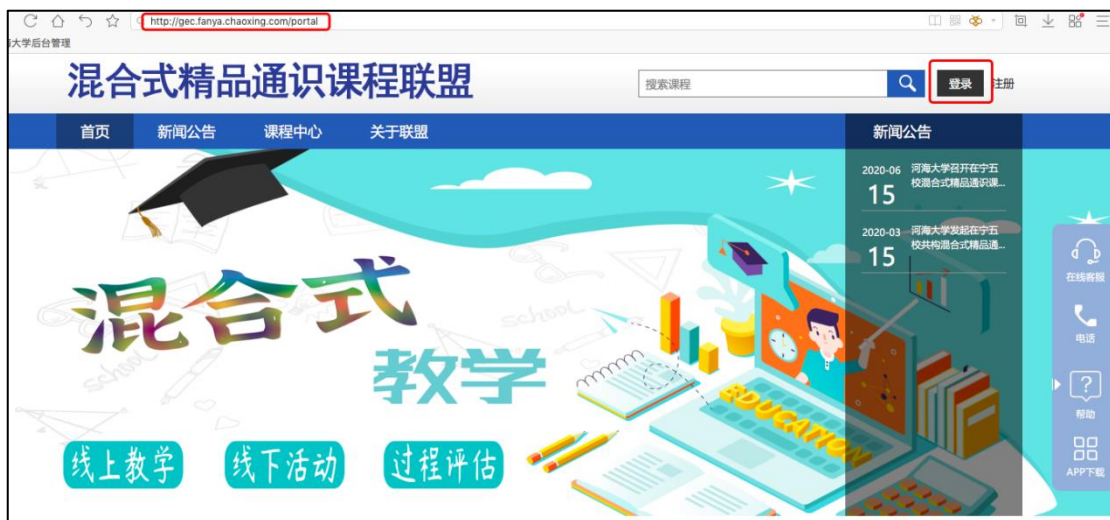 http://gec.fanya.chaoxing.com/portal
大学后台管理
混合式精品通识课程联盟
搜索课程
登录
注册
首页
新闻公告
课程中心
关于联盟
新闻公告
2020-06
15
河海大学召开在宁五
校混合式精品通识课...
2020-03
15
河海大学发起在宁五
校共构混合式精品通...
混合式
教学
school
school
EDUCATION
线上教学
线下活动
过程评估
在线客服
电话
帮助
APP下载